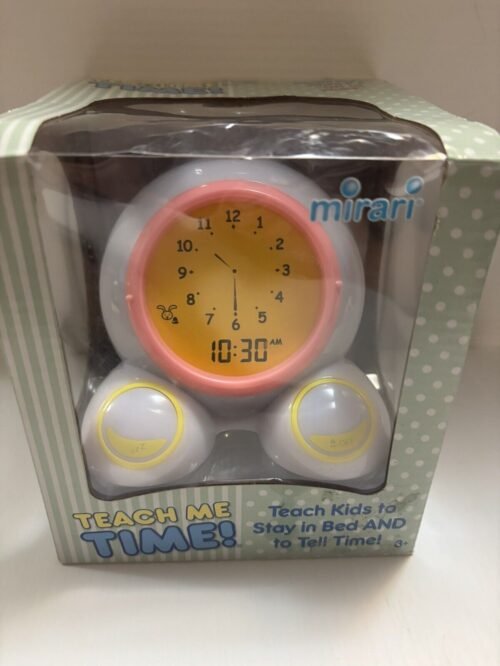 mirari
12
11 1
10 2
9 3
8 4
7 5
6
10:30 AM
TEACH ME
TIME!
Teach Kids to
Stay in Bed AND
to Tell Time!
3+